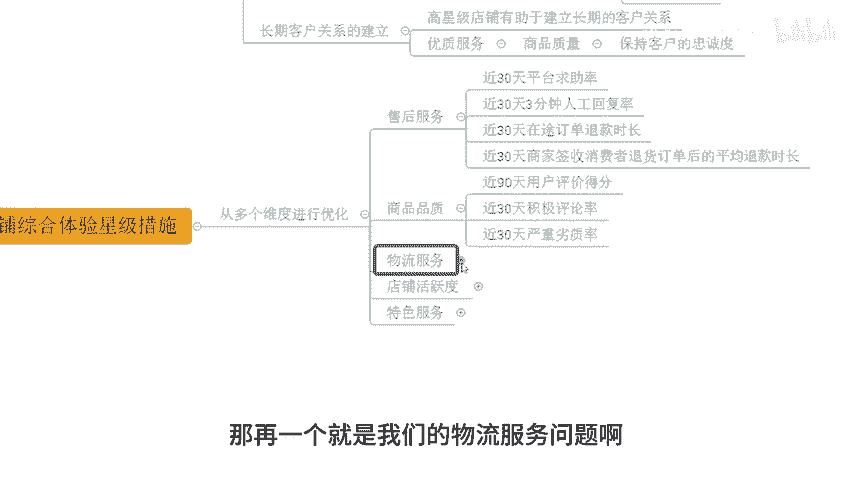 高星级店铺有助于建立长期的客户关系
长期客户关系的建立
优质服务 商品质量 保持客户的忠诚度
近30天平台求助率
近30天3分钟人工回复率
售后服务
近30天在途订单退款时长
近30天商家签收消费者退货订单后的平均退款时长
近90天用户评价得分
商品品质
近30天积极评论率
近30天严重劣质率
铺综合体验星级措施
从多个维度进行优化
物流服务
店铺活跃度
特色服务
那再一个就是我们的物流服务问题啊